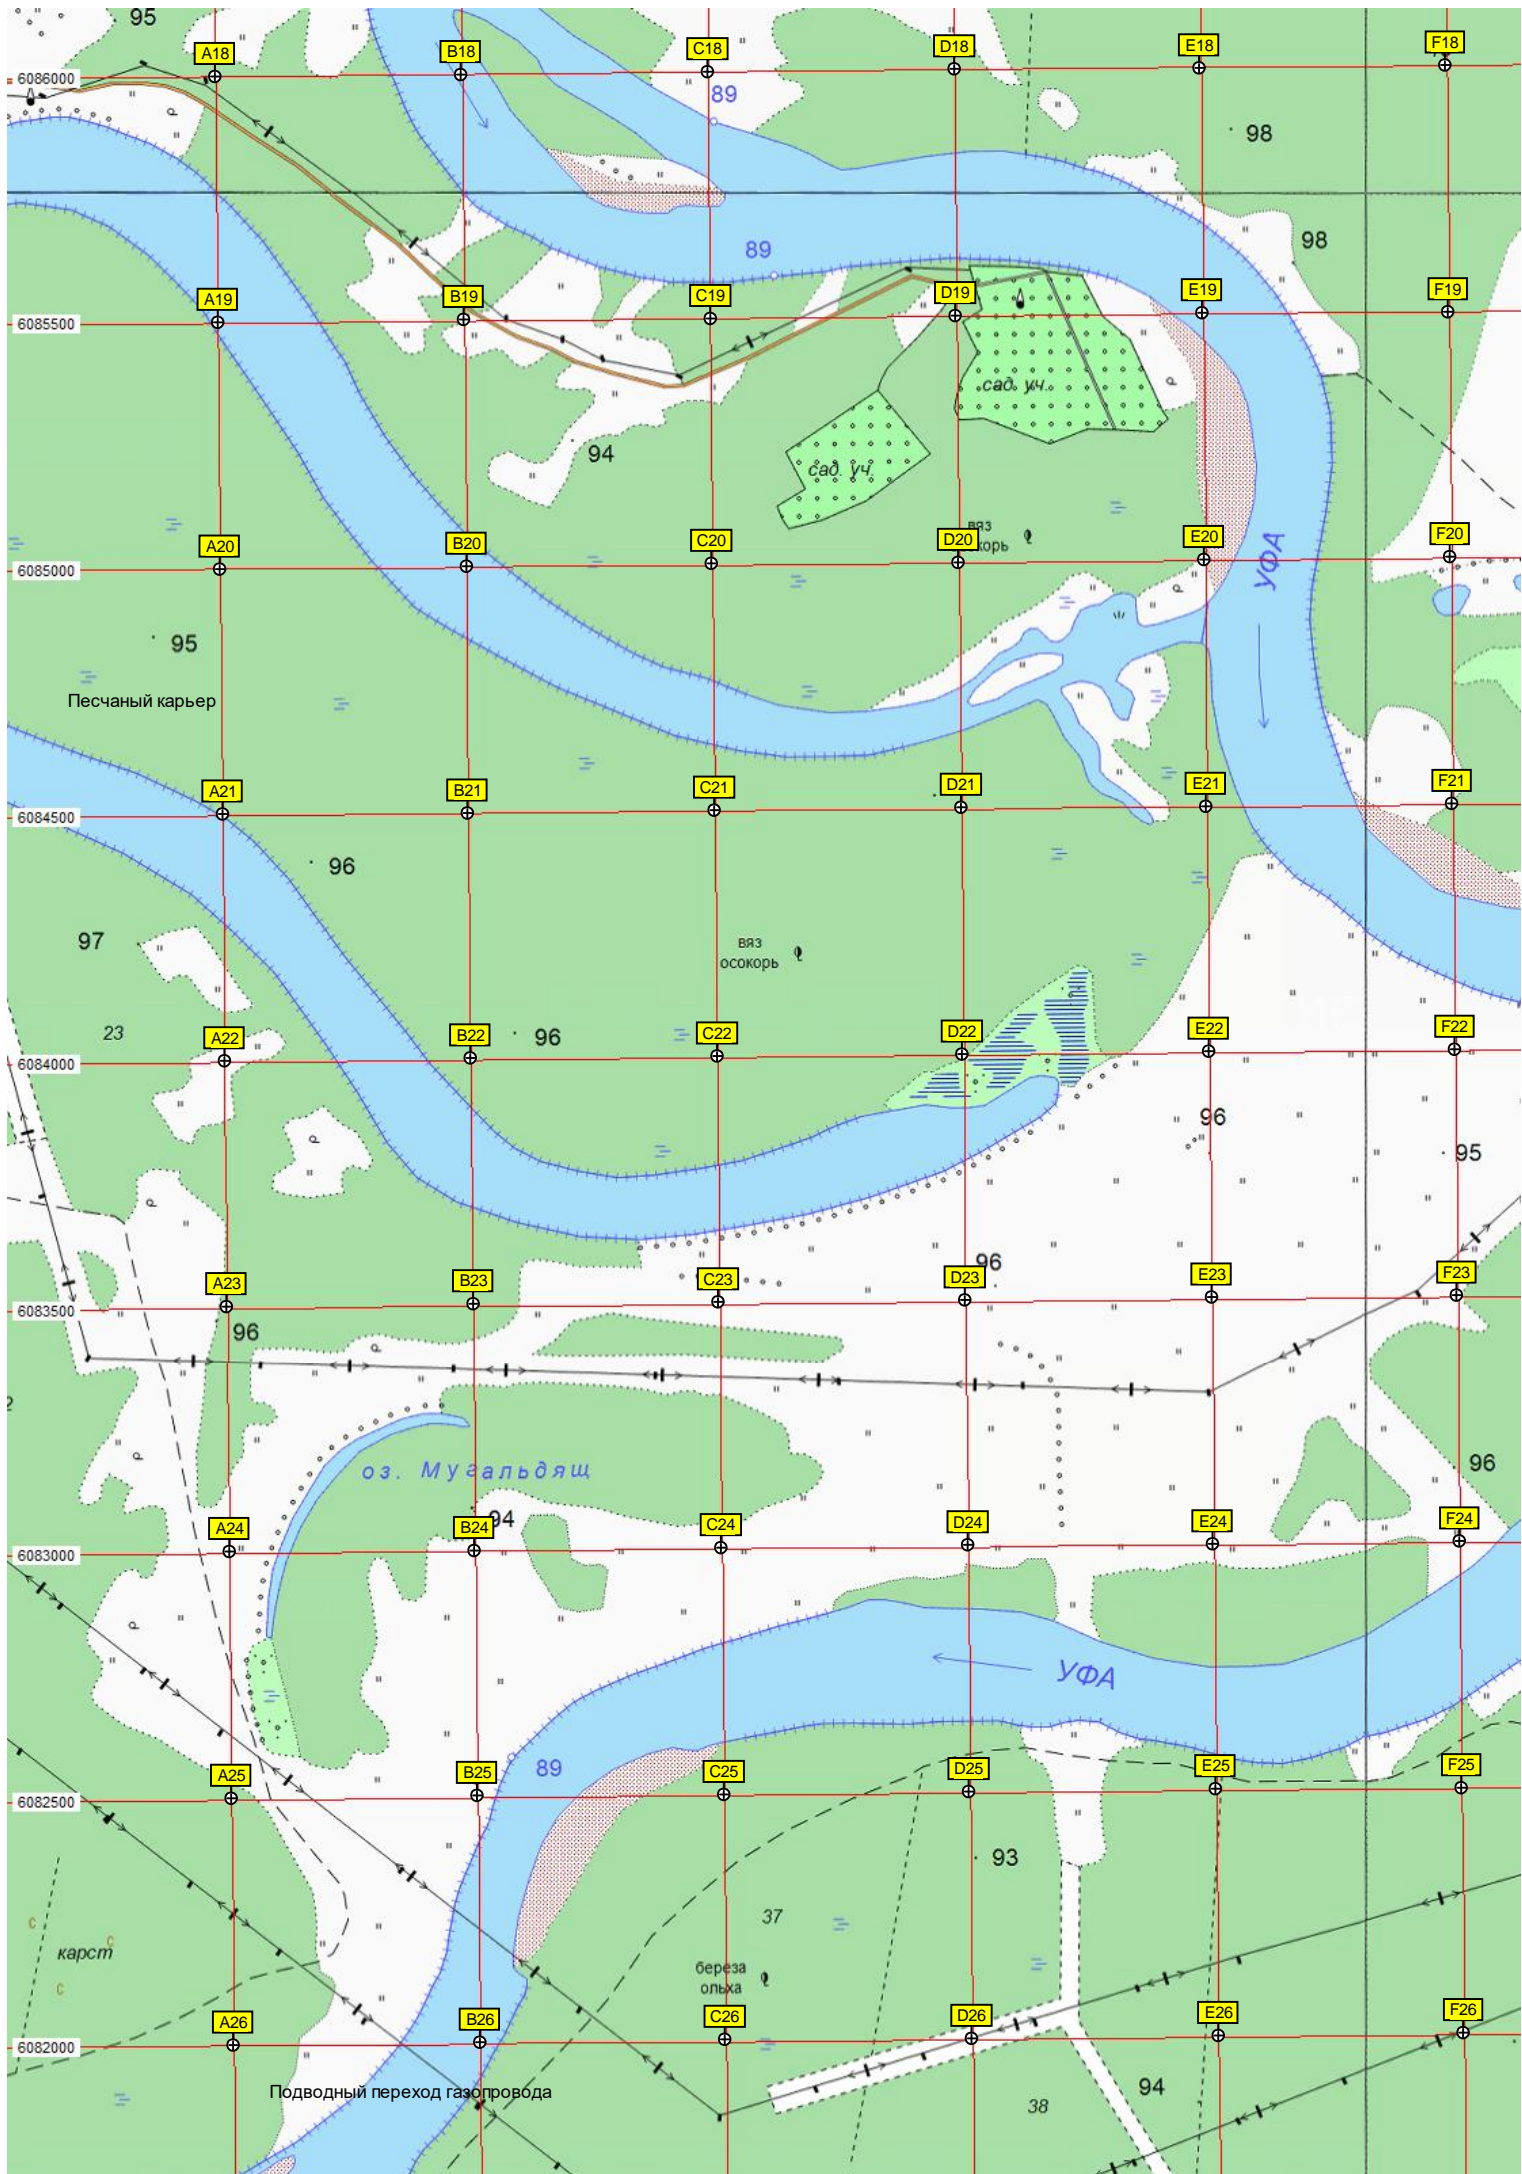 95
A18
B18
C18
D18
E18
F18
6086000
89
98
98
89
A19
B19
C19
D19
E19
F19
6085500
сад. уч.
94
сад. уч.
вяз
A20
B20
C20
D20
E20
F20
УФА
6085000
95
Песчаный карьер
A21
B21
C21
D21
E21
F21
6084500
96
97
вяз
осокорь
23
A22
B22
96
C22
D22
E22
F22
6084000
96
95
A23
B23
C23
D23
96
E23
F23
6083500
96
оз. Мугальдящ
96
A24
B24
94
C24
D24
E24
F24
6083000
УФА
A25
B25
89
C25
D25
E25
F25
6082500
93
37
карст
с
с
с
береза
ольха
A26
B26
C26
D26
E26
F26
6082000
Подводный переход газопровода
94
38